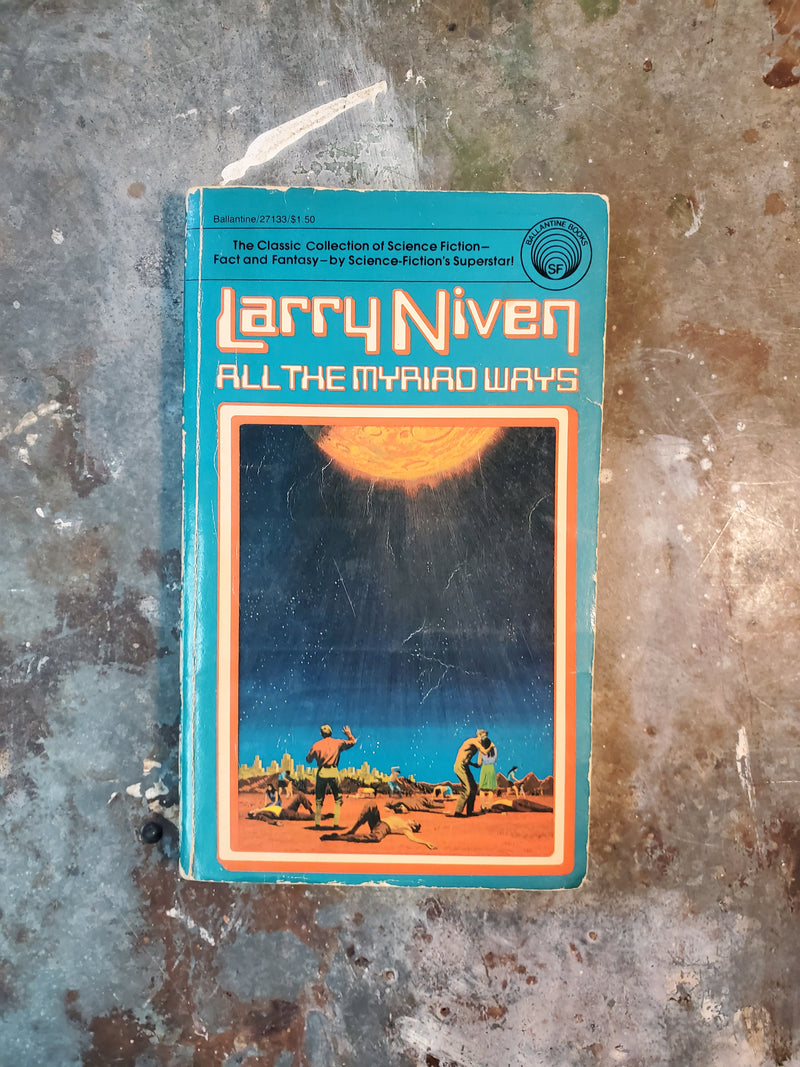 Ballantine/27133/$1.50
The Classic Collection of Science Fiction—
Fact and Fantasy—by Science-Fiction's Superstar!
BALLANTINE BOOKS
SF
Larry Niven
ALL THE MYRIAD WAYS